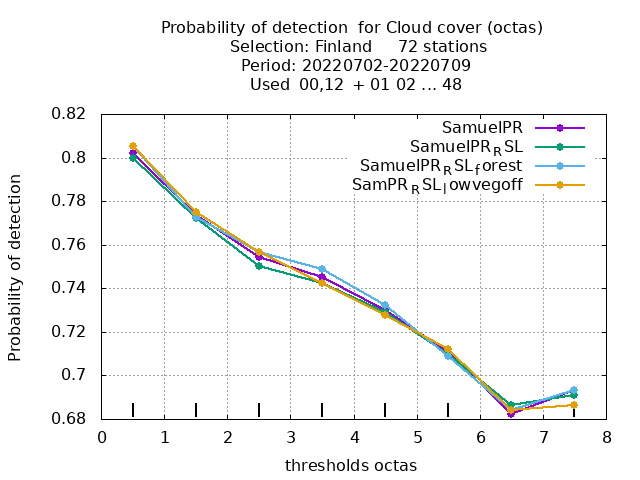 Probability of detection for Cloud cover (octas)
Selection: Finland 72 stations
Period: 20220702-20220709
Used 00,12 + 01 02 ... 48
SamuelPR
SamuelPR_RSL
SamuelPR_RSL_forest
SamPR_RSL_lowvegoff
Probability of detection
0.82
0.8
0.78
0.76
0.74
0.72
0.7
0.68
0 1 2 3 4 5 6 7 8
thresholds octas